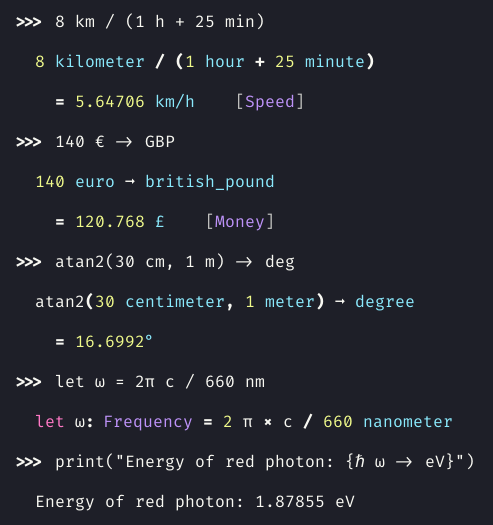 >>> 8 km / (1 h + 25 min)
8 kilometer / (1 hour + 25 minute)
= 5.64706 km/h    [Speed]
>>> 140 € -> GBP
140 euro ➞ british_pound
= 120.768 £    [Money]
>>> atan2(30 cm, 1 m) -> deg
atan2(30 centimeter, 1 meter) ➞ degree
= 16.6992°
>>> let ω = 2π c / 660 nm
let ω: Frequency = 2 π × c / 660 nanometer
>>> print("Energy of red photon: {ℏ ω -> eV}")
Energy of red photon: 1.87855 eV